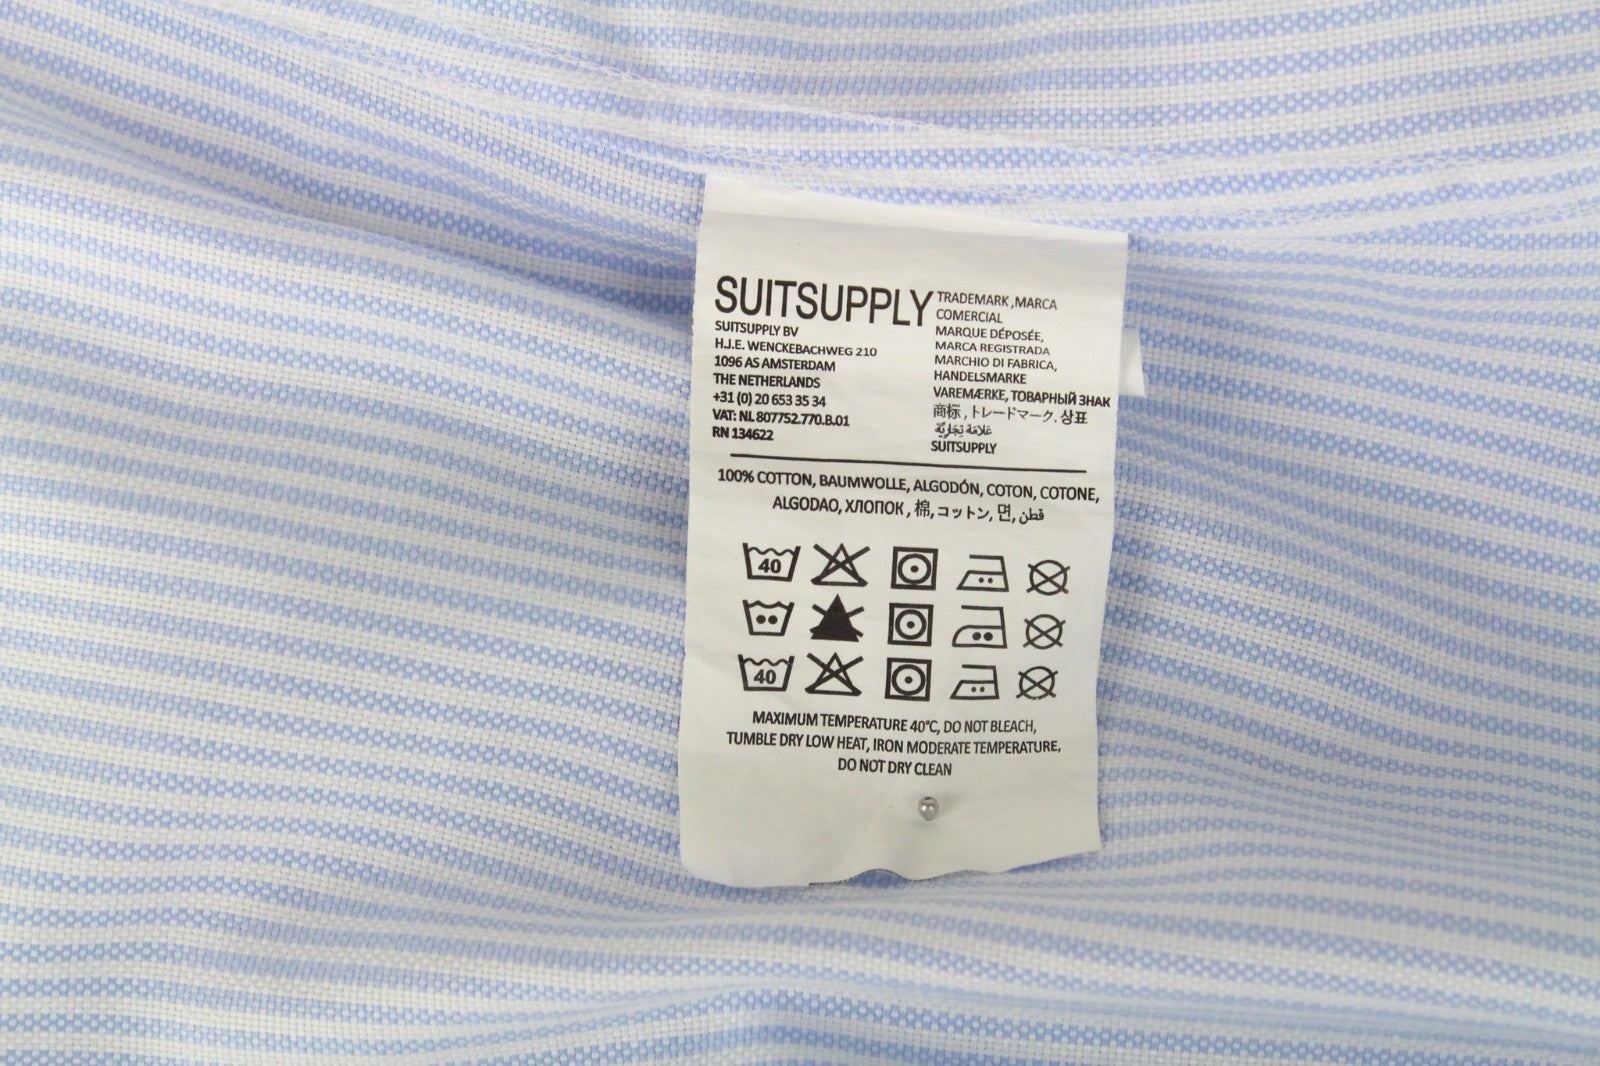 SUITSUPPLY
SUITSUPPLY BV
H.J.E. WENCKEBACHWEG 210
1096 AS AMSTERDAM
THE NETHERLANDS
+31 (0) 20 653 35 34
VAT: NL 807752.770.B.01
RN 134622
TRADEMARK ,MARCA
COMERCIAL
MARQUE DÉPOSÉE,
MARCA REGISTRADA
MARCHIO DI FABRICA,
HANDELSMARKE
VAREMÆRKE, ТОВАРНЫЙ ЗНАК
商标 , トレードマーク. 상표
عَلَامَة تِجَارِيَّة
SUITSUPPLY
100% COTTON, BAUMWOLLE, ALGODÓN, COTON, COTONE,
ALGODAO, ХЛОПОК , 棉, コットン, 면, قطن
40
40
MAXIMUM TEMPERATURE 40°C, DO NOT BLEACH,
TUMBLE DRY LOW HEAT, IRON MODERATE TEMPERATURE,
DO NOT DRY CLEAN